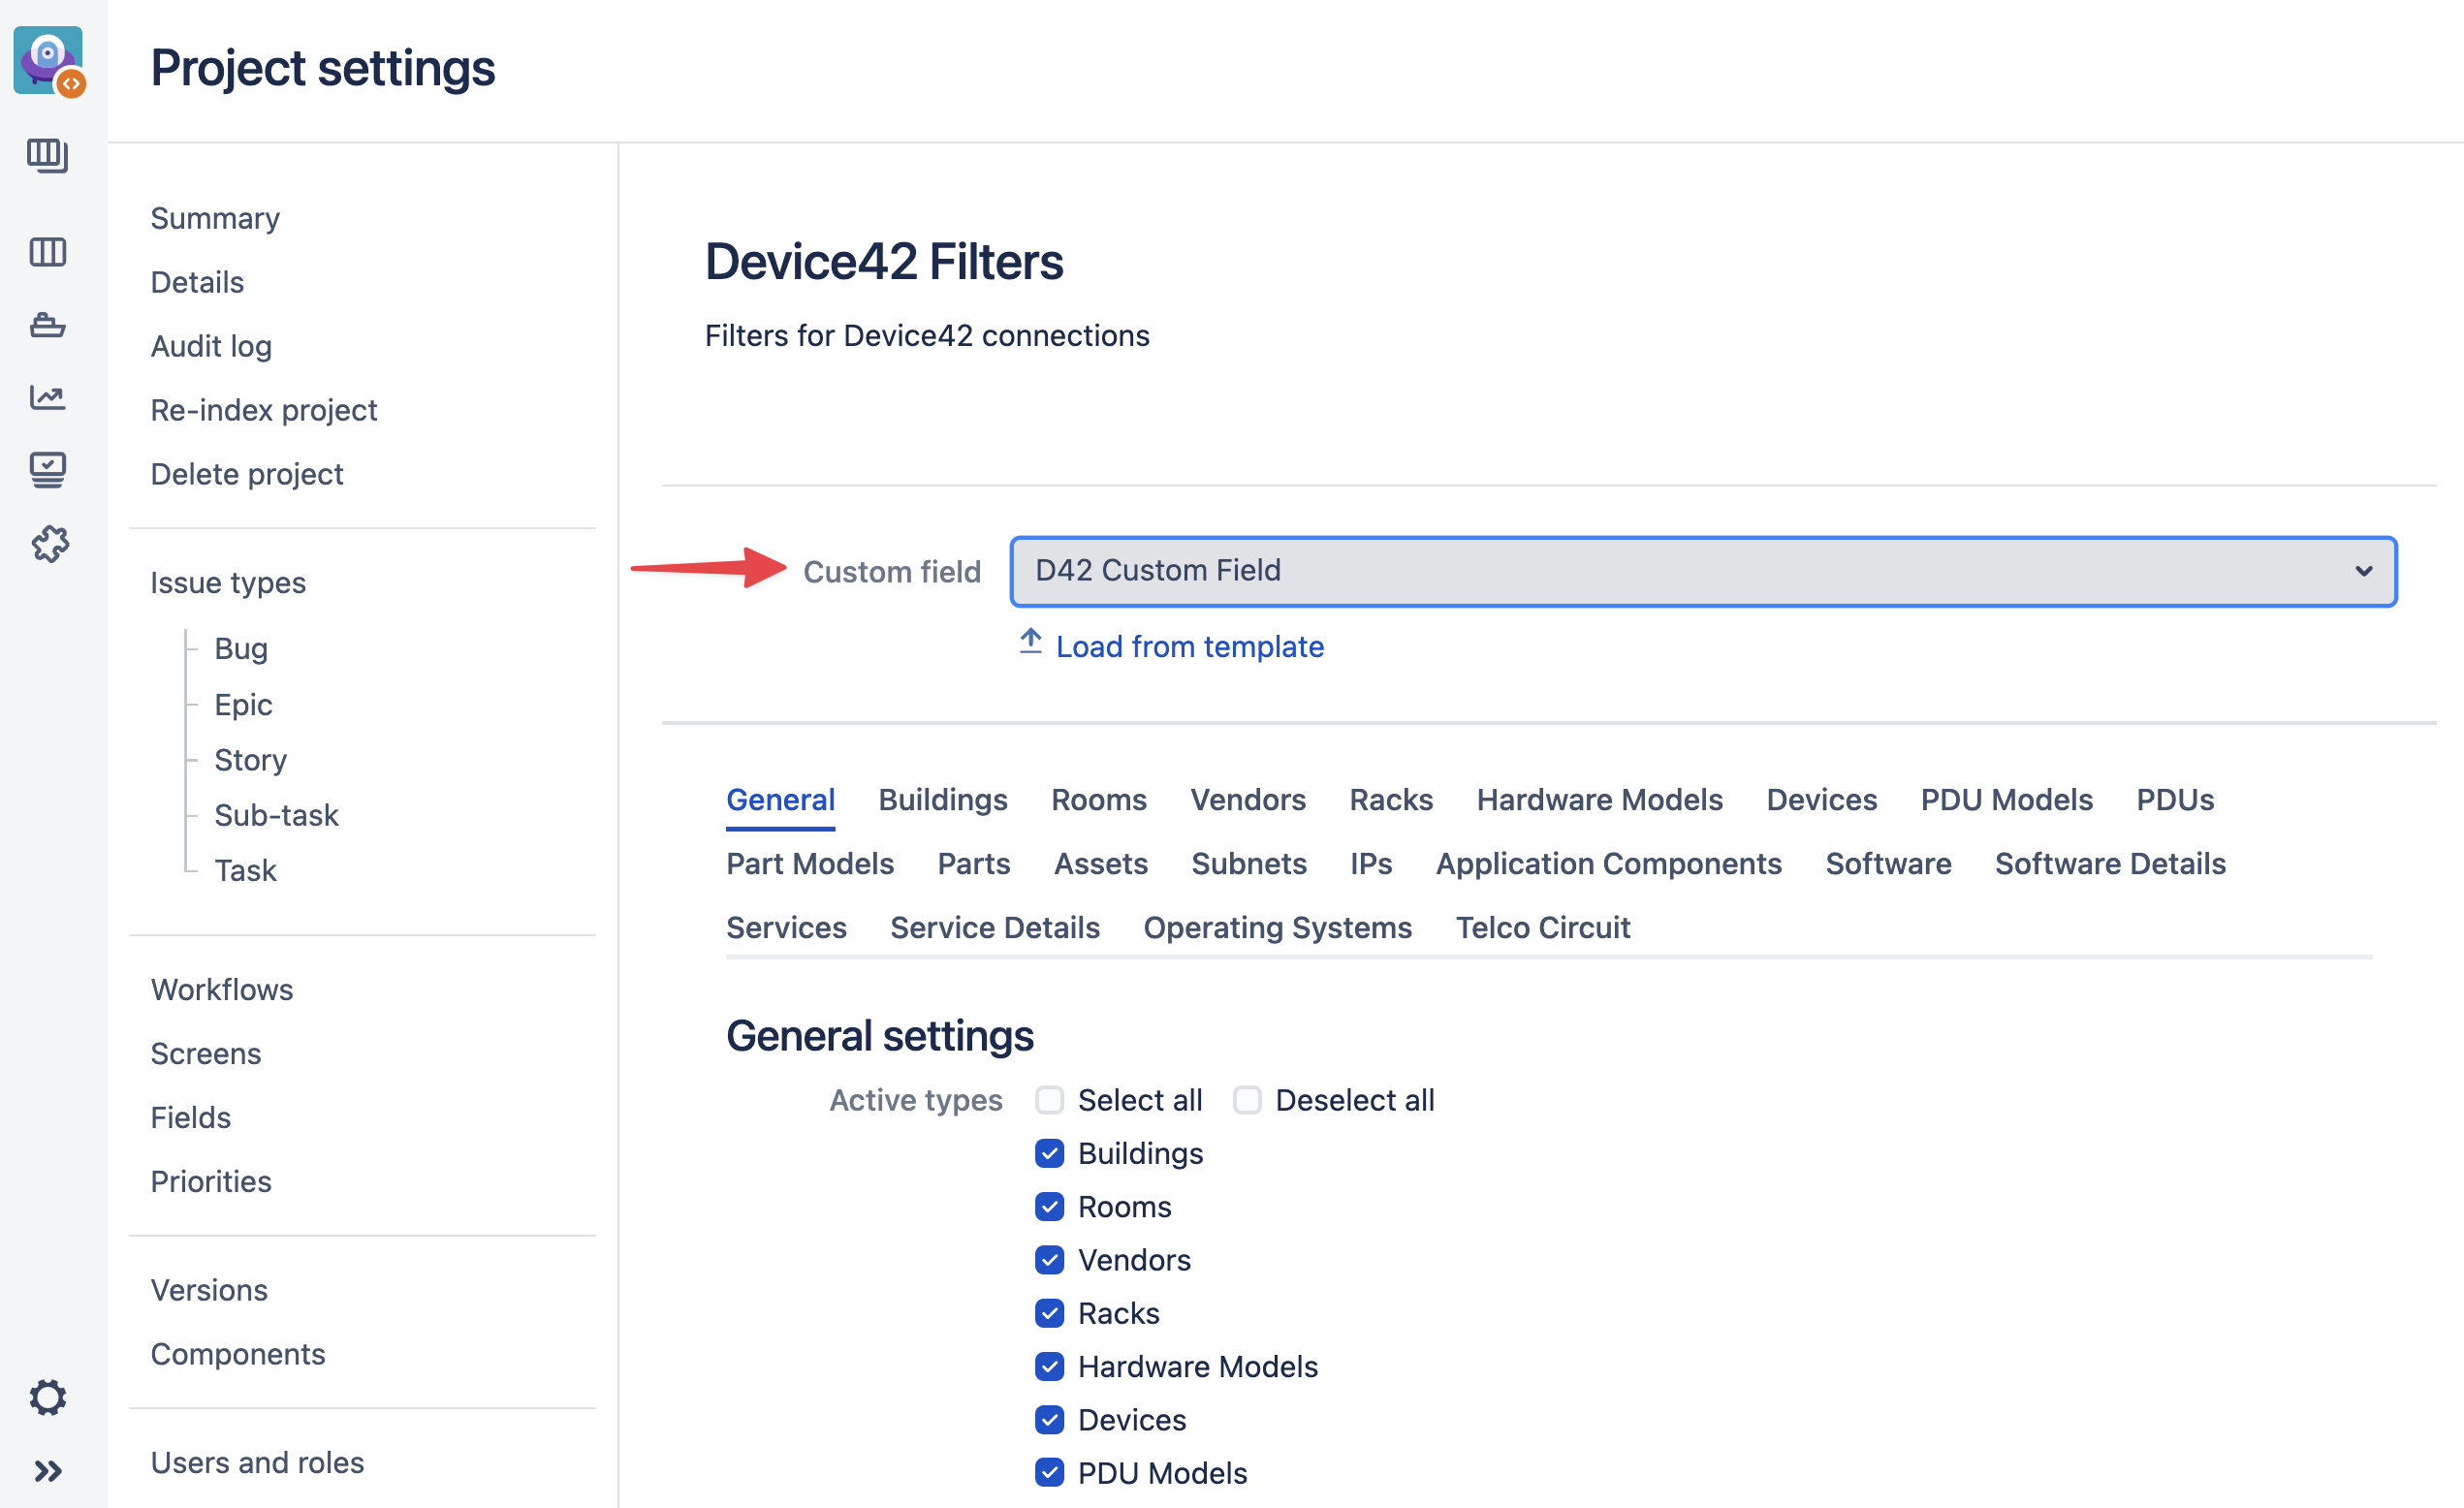 Project settings
Summary
Details
Audit log
Re-index project
Delete project
Issue types
Bug
Epic
Story
Sub-task
Task
Workflows
Screens
Fields
Priorities
Versions
Components
Users and roles
Device42 Filters
Filters for Device42 connections
Custom field D42 Custom Field
Load from template
General Buildings Rooms Vendors Racks Hardware Models Devices PDU Models PDUs
Part Models Parts Assets Subnets IPs Application Components Software Software Details
Services Service Details Operating Systems Telco Circuit
General settings
Active types Select all Deselect all
Buildings
Rooms
Vendors
Racks
Hardware Models
Devices
PDU Models